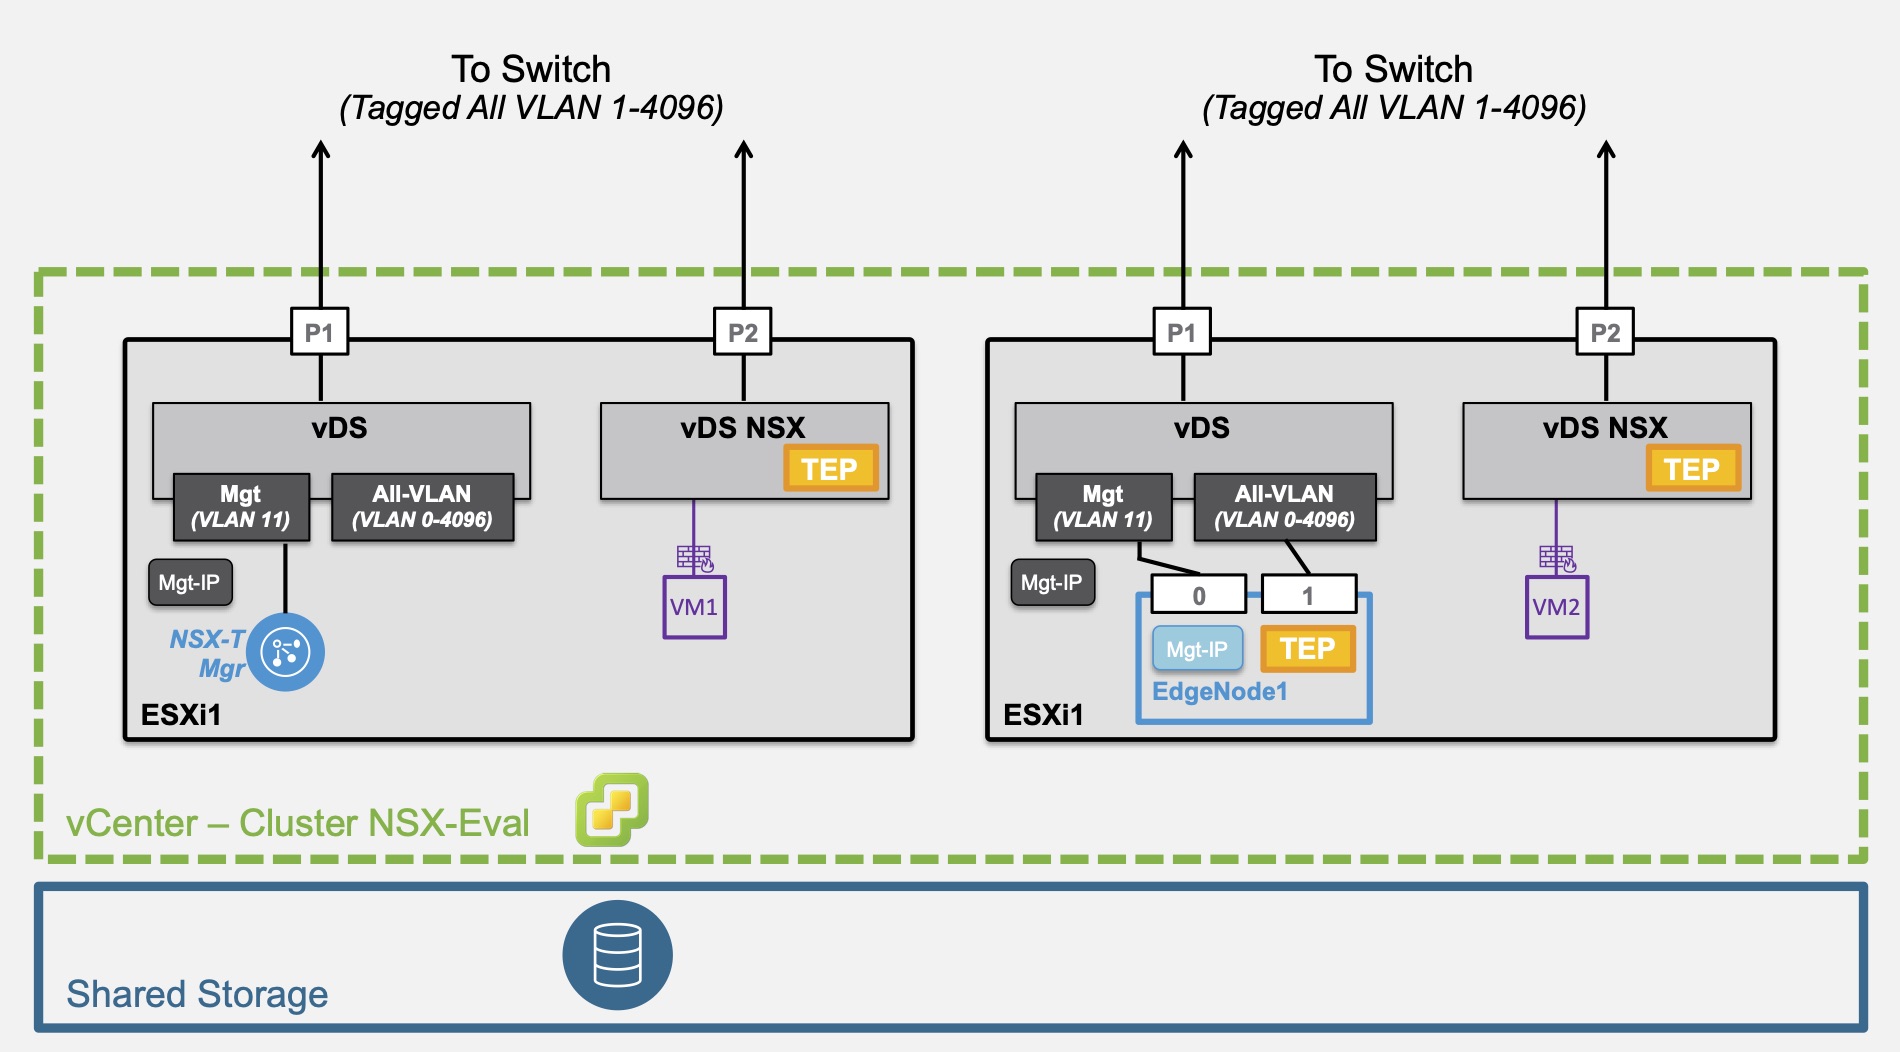 To Switch
(Tagged All VLAN 1-4096)
To Switch
(Tagged All VLAN 1-4096)
P1
P2
vDS
Mgt
(VLAN 11)
All-VLAN
(VLAN 0-4096)
vDS NSX
TEP
Mgt-IP
NSX-T
Mgr
VM1
ESXi1
P1
P2
vDS
Mgt
(VLAN 11)
All-VLAN
(VLAN 0-4096)
vDS NSX
TEP
Mgt-IP
0
1
Mgt-IP
TEP
EdgeNode1
VM2
ESXi1
vCenter – Cluster NSX-Eval
Shared Storage